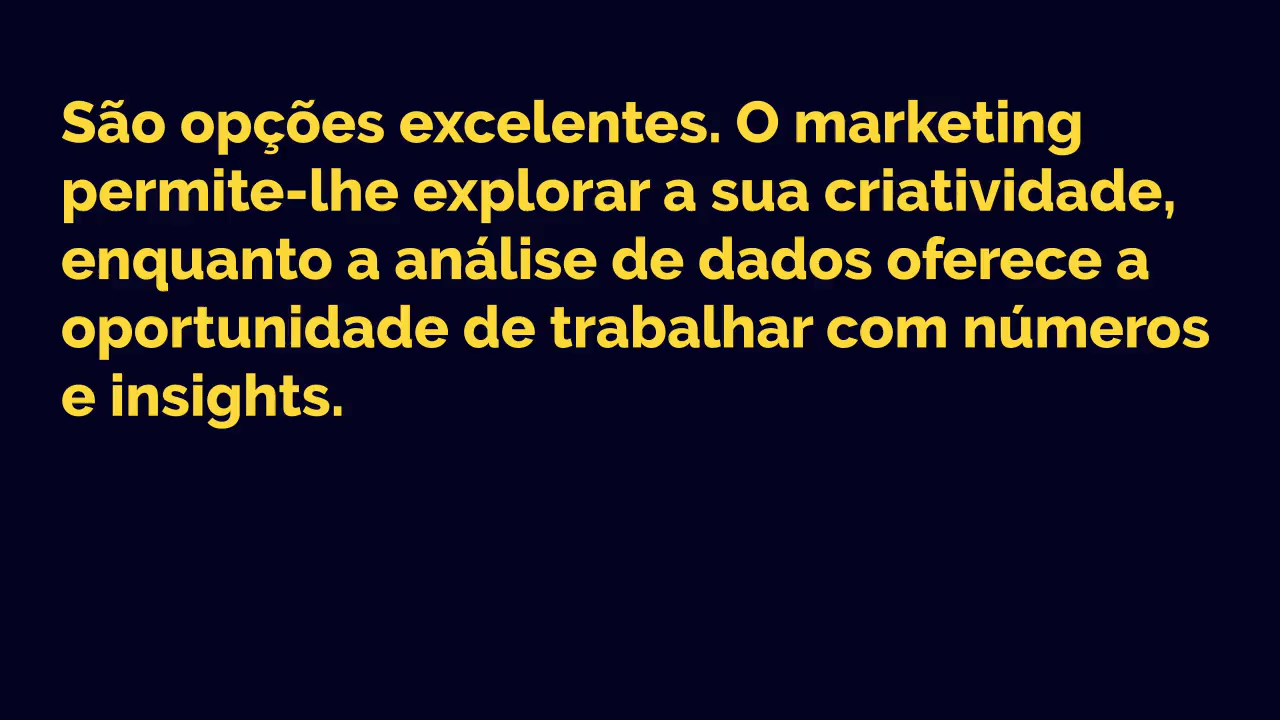 São opções excelentes. O marketing
permite-lhe explorar a sua criatividade,
enquanto a análise de dados oferece a
oportunidade de trabalhar com números
e insights.